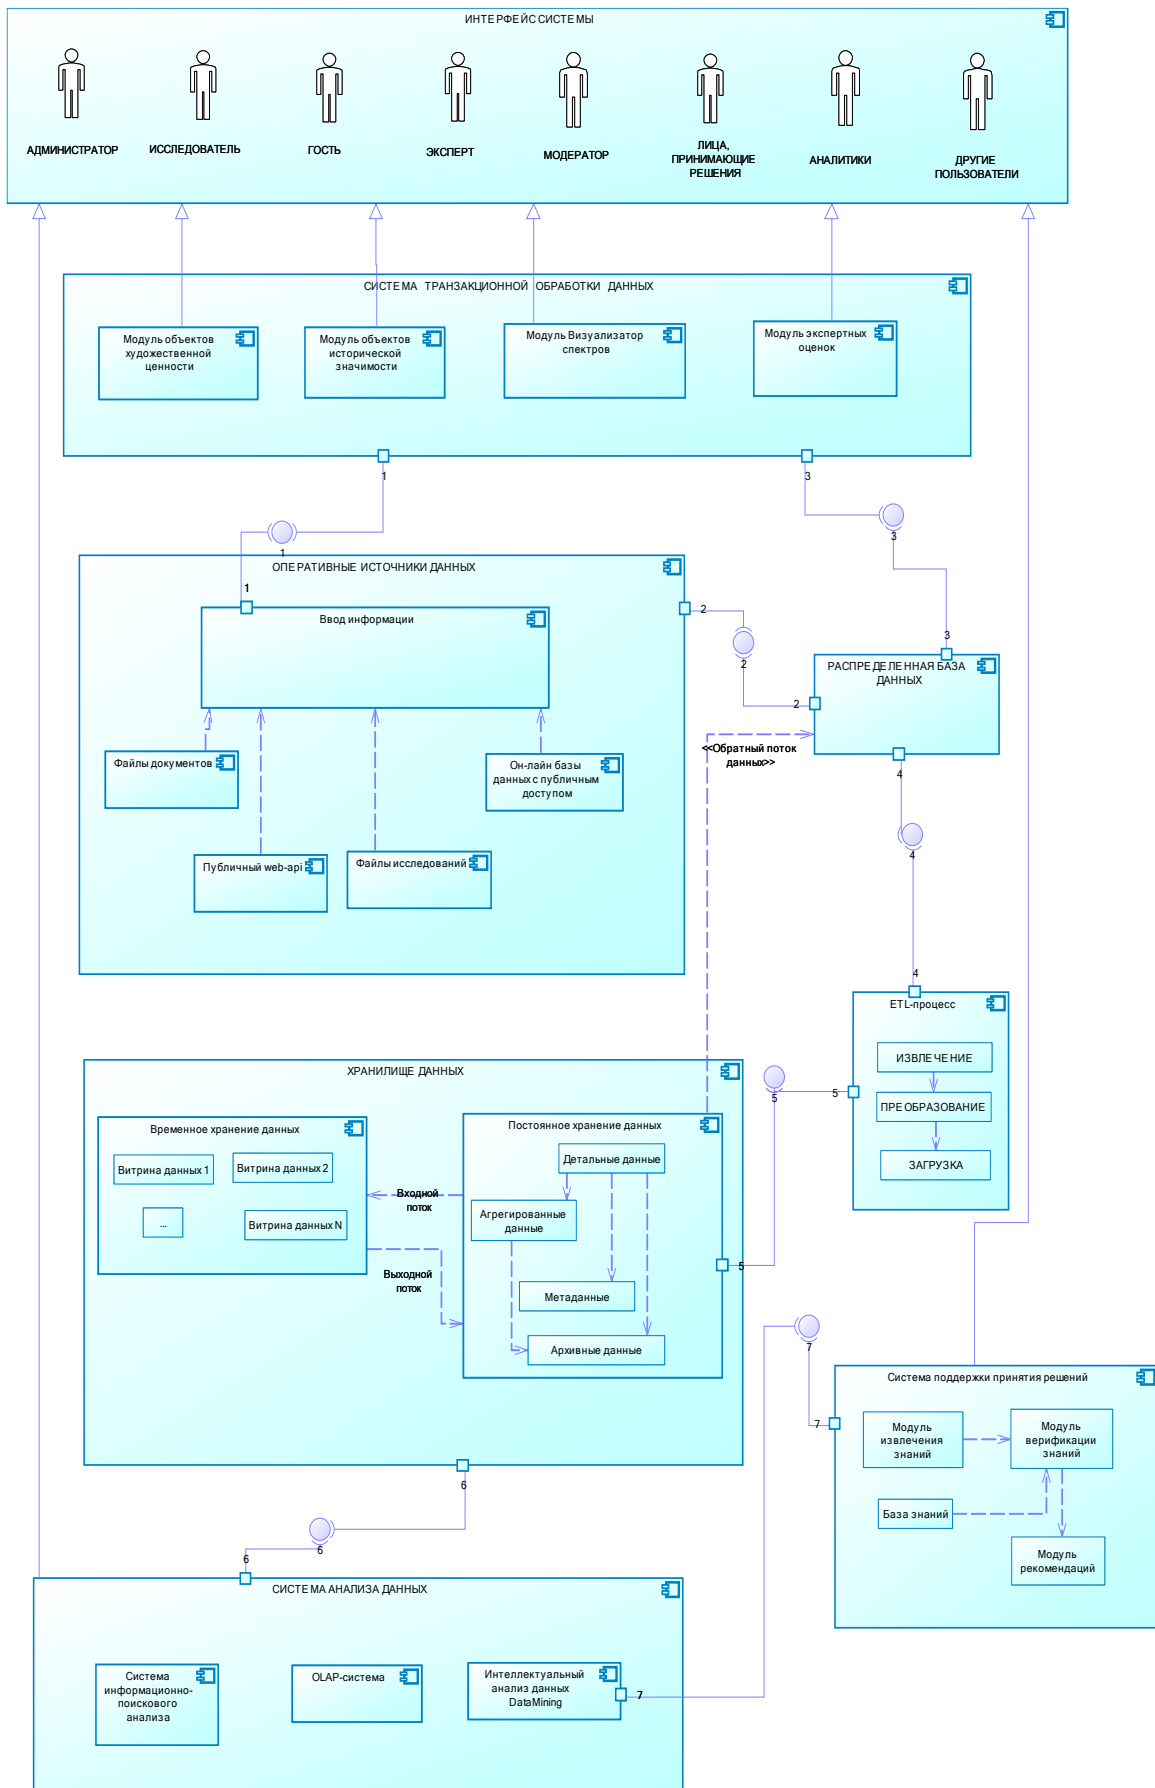 ИНТЕРФЕЙС СИСТЕМЫ
АДМИНИСТРАТОР
ИССЛЕДОВАТЕЛЬ
ГОСТЬ
ЭКСПЕРТ
МОДЕРАТОР
ЛИЦА,
ПРИНИМАЮЩИЕ
РЕШЕНИЯ
АНАЛИТИКИ
ДРУГИЕ
ПОЛЬЗОВАТЕЛИ
СИСТЕМА ТРАНЗАКЦИОННОЙ ОБРАБОТКИ ДАННЫХ
Модуль объектов
художественной
ценности
Модуль объектов
исторической
значимости
Модуль Визуализатор
спектров
Модуль экспертных
оценок
1
3
1
3
ОПЕРАТИВНЫЕ ИСТОЧНИКИ ДАННЫХ
1
Ввод информации
2
2
3
РАСПРЕДЕЛЕННАЯ БАЗА
ДАННЫХ
2
<<Обратный поток
данных>>
4
Файлы документов
Он-лайн базы
данных с публичным
доступом
Публичный web-api
Файлы исследований
4
4
ETL-процесс
ИЗВЛЕЧЕНИЕ
ПРЕОБРАЗОВАНИЕ
ЗАГРУЗКА
5
5
ХРАНИЛИЩЕ ДАННЫХ
Временное хранение данных
Витрина данных 1
Витрина данных 2
...
Витрина данных N
Входной
поток
Выходной
поток
Постоянное хранение данных
Детальные данные
Агрегированные
данные
Метаданные
Архивные данные
5
7
7
Система поддержки принятия решений
Модуль
извлечения
знаний
Модуль
верификации
знаний
База знаний
Модуль
рекомендаций
6
6
6
СИСТЕМА АНАЛИЗА ДАННЫХ
Система
информационно-
поискового
анализа
OLAP-система
Интеллектуальный
анализ данных
DataMining
7